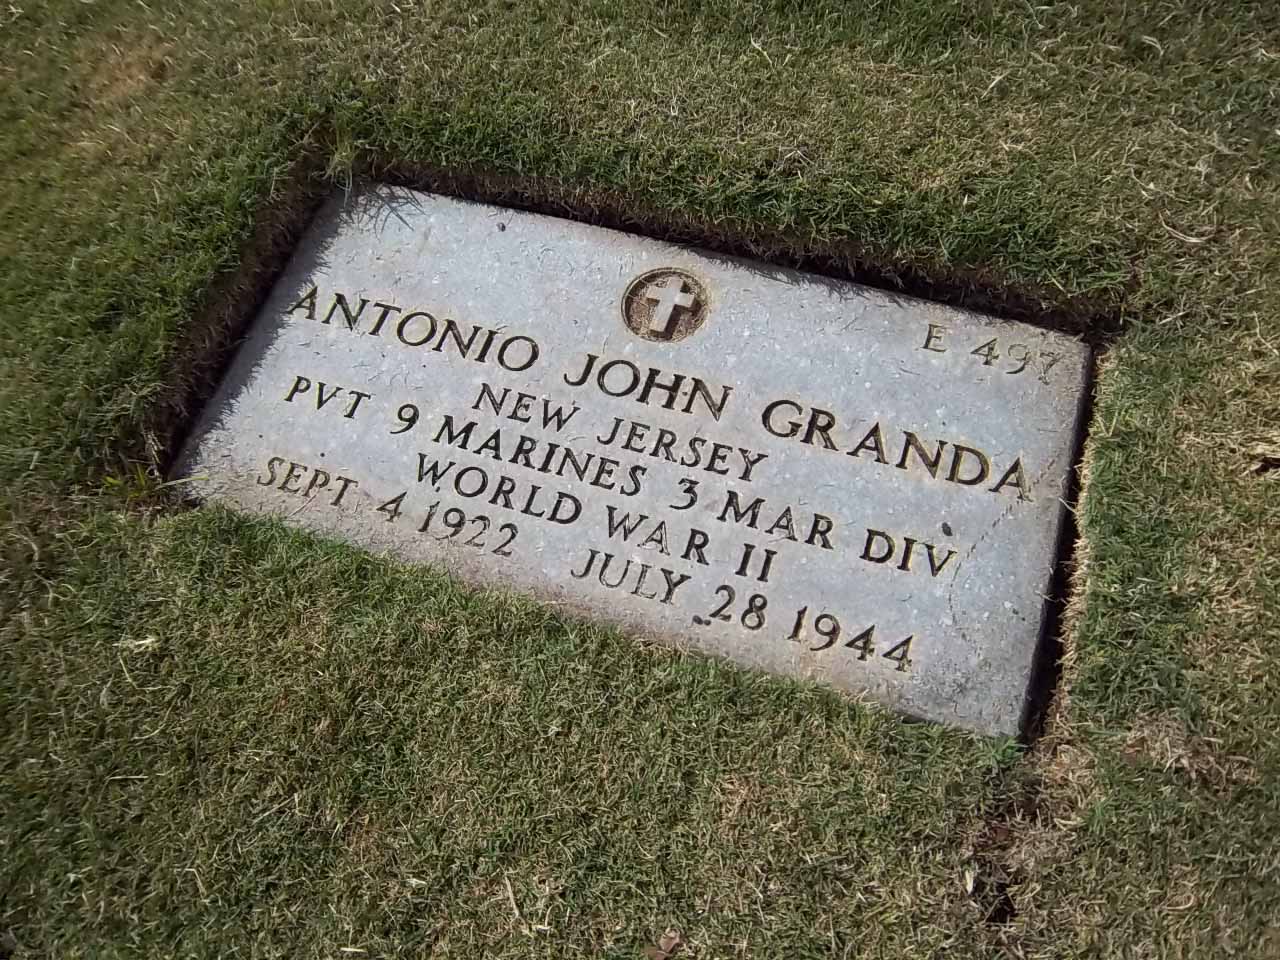 E 497
ANTONIO JOHN GRANDA
NEW JERSEY
PVT 9 MARINES 3 MAR DIV
WORLD WAR II
SEPT 4 1922 JULY 28 1944